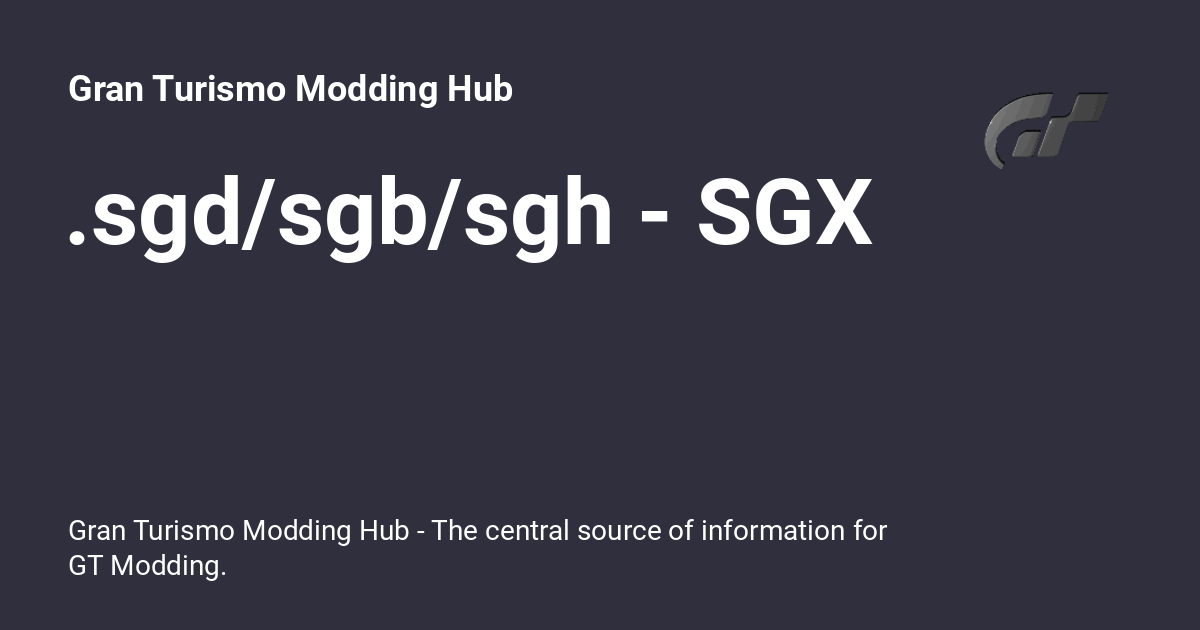 Gran Turismo Modding Hub
.sgd/sgb/sgh - SGX
Gran Turismo Modding Hub - The central source of information for
GT Modding.